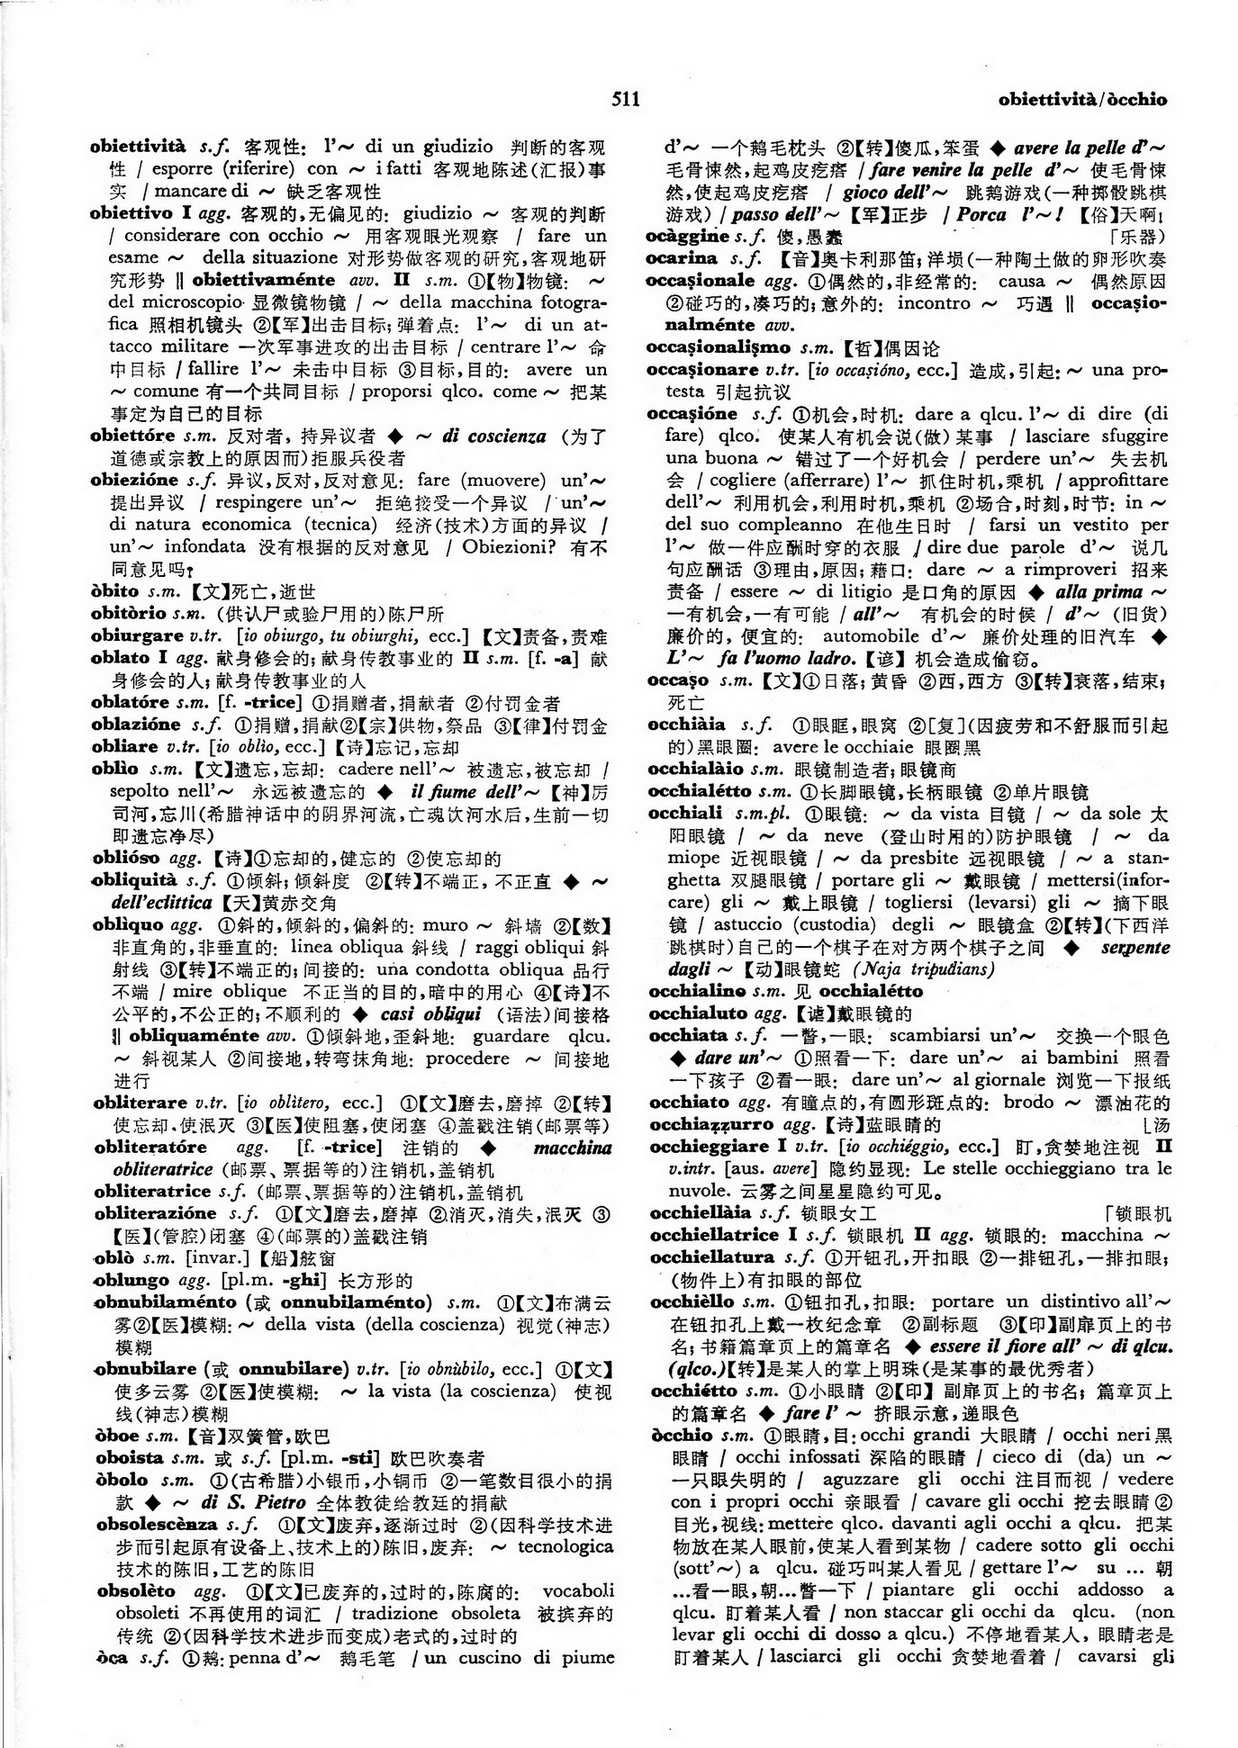 511
obiettività/òcchio
obiettività s.f. 客观性: l'～ di un giudizio 判断的客观
性 / esporre (riferire) con ～ i fatti 客观地陈述(汇报)事
实 / mancare di ～ 缺乏客观性
obiettivo I agg. 客观的,无偏见的: giudizio ～ 客观的判断
/ considerare con occhio ～ 用客观眼光观察 / fare un
esame ～ della situazione 对形势做客观的研究,客观地研
究形势 ‖ obiettivaménte avv. II s.m. ①【物】物镜: ～
del microscopio 显微镜物镜 / ～ della macchina fotogra-
fica 照相机镜头 ②【军】出击目标;弹着点: l'～ di un at-
tacco militare 一次军事进攻的出击目标 / centrare l'～ 命
中目标 / fallire l'～ 未击中目标 ③目标,目的: avere un
～ comune 有一个共同目标 / proporsi qlco. come ～ 把某
事定为自己的目标
obiettóre s.m. 反对者, 持异议者 ◆ ～ di coscienza (为了
道德或宗教上的原因而)拒服兵役者
obiezióne s.f. 异议,反对,反对意见: fare (muovere) un'～
提出异议 / respingere un'～ 拒绝接受一个异议 / un'～
di natura economica (tecnica) 经济(技术)方面的异议 /
un'～ infondata 没有根据的反对意见 / Obiezioni? 有不
同意见吗?
òbito s.m. 【文】死亡,逝世
obitòrio s.m. (供认尸或验尸用的)陈尸所
obiurgare v.tr. [io obiurgo, tu obiurghi, ecc.] 【文】责备,责难
oblato I agg. 献身修会的;献身传教事业的 II s.m. [f. -a] 献
身修会的人;献身传教事业的人
oblatóre s.m. [f. -trice] ①捐赠者,捐献者 ②付罚金者
oblazióne s.f. ①捐赠,捐献②【宗】供物,祭品 ③【律】付罚金
obliare v.tr. [io oblìo, ecc.] 【诗】忘记,忘却
oblìo s.m. 【文】遗忘,忘却: cadere nell'～ 被遗忘,被忘却 /
sepolto nell'～ 永远被遗忘的 ◆ il fiume dell'～ 【神】厉
司河,忘川(希腊神话中的阴界河流,亡魂饮河水后,生前一切
即遗忘净尽)
oblióso agg. 【诗】①忘却的,健忘的 ②使忘却的
obliquità s.f. ①倾斜;倾斜度 ②【转】不端正, 不正直 ◆ ～
dell'eclittica 【天】黄赤交角
oblìquo agg. ①斜的,倾斜的,偏斜的: muro ～ 斜墙 ②【数】
非直角的,非垂直的: linea obliqua 斜线 / raggi obliqui 斜
射线 ③【转】不端正的;间接的: una condotta obliqua 品行
不端 / mire oblique 不正当的目的,暗中的用心 ④【诗】不
公平的,不公正的;不顺利的 ◆ casi obliqui (语法)间接格
‖ obliquaménte avv. ①倾斜地,歪斜地: guardare qlcu.
～ 斜视某人 ②间接地,转弯抹角地: procedere ～ 间接地
进行
obliterare v.tr. [io oblìtero, ecc.] ①【文】磨去,磨掉 ②【转】
使忘却,使泯灭 ③【医】使阻塞,使闭塞 ④盖戳注销(邮票等)
obliteratóre agg. [f. -trice] 注销的 ◆ macchina
obliteratrice (邮票、票据等的)注销机,盖销机
obliteratrice s.f. (邮票、票据等的)注销机,盖销机
obliterazióne s.f. ①【文】磨去,磨掉 ②消灭,消失,泯灭 ③
【医】(管腔)闭塞 ④(邮票的)盖戳注销
oblò s.m. [invar.] 【船】舷窗
oblungo agg. [pl.m. -ghi] 长方形的
obnubilaménto (或 onnubilaménto) s.m. ①【文】布满云
雾②【医】模糊: ～ della vista (della coscienza) 视觉(神志)
模糊
obnubilare (或 onnubilare) v.tr. [io obnùbilo, ecc.] ①【文】
使多云雾 ②【医】使模糊: ～ la vista (la coscienza) 使视
线(神志)模糊
òboe s.m. 【音】双簧管,欧巴
oboista s.m. 或 s.f. [pl.m. -sti] 欧巴吹奏者
òbolo s.m. ①(古希腊)小银币,小铜币 ②一笔数目很小的捐
款 ◆ ～ di S. Pietro 全体教徒给教廷的捐献
obsolescènza s.f. ①【文】废弃,逐渐过时 ②(因科学技术进
步而引起原有设备上、技术上的)陈旧,废弃: ～ tecnologica
技术的陈旧,工艺的陈旧
obsolèto agg. ①【文】已废弃的,过时的,陈腐的: vocaboli
obsoleti 不再使用的词汇 / tradizione obsoleta 被摈弃的
传统 ②(因科学技术进步而变成)老式的,过时的
òca s.f. ①鹅: penna d'～ 鹅毛笔 / un cuscino di piume
d'～ 一个鹅毛枕头 ②【转】傻瓜,笨蛋 ◆ avere la pelle d'～
毛骨悚然,起鸡皮疙瘩 / fare venire la pelle d'～ 使毛骨悚
然,使起鸡皮疙瘩 / gioco dell'～ 跳鹅游戏(一种掷骰跳棋
游戏) / passo dell'～ 【军】正步 / Porca l'～! 【俗】天啊!
ocàggine s.f. 傻,愚蠢 「乐器)
ocarina s.f. 【音】奥卡利那笛;洋埙(一种陶土做的卵形吹奏
occaṣionale agg. ①偶然的,非经常的: causa ～ 偶然原因
②碰巧的,凑巧的;意外的: incontro ～ 巧遇 ‖ occaṣio-
nalménte avv.
occaṣionaliṣmo s.m. 【哲】偶因论
occaṣionare v.tr. [io occaṣióno, ecc.] 造成,引起: ～ una pro-
testa 引起抗议
occaṣióne s.f. ①机会,时机: dare a qlcu. l'～ di dire (di
fare) qlco. 使某人有机会说(做)某事 / lasciare sfuggire
una buona ～ 错过了一个好机会 / perdere un'～ 失去机
会 / cogliere (afferrare) l'～ 抓住时机,乘机 / approfittare
dell'～ 利用机会,利用时机,乘机 ②场合,时刻,时节: in ～
del suo compleanno 在他生日时 / farsi un vestito per
l'～ 做一件应酬时穿的衣服 / dire due parole d'～ 说几
句应酬话 ③理由,原因;藉口: dare ～ a rimproveri 招来
责备 / essere ～ di litigio 是口角的原因 ◆ alla prima ～
一有机会,一有可能 / all'～ 有机会的时候 / d'～ (旧货)
廉价的, 便宜的: automobile d'～ 廉价处理的旧汽车 ◆
L'～ fa l'uomo ladro. 【谚】 机会造成偷窃。
occaṣo s.m. 【文】①日落;黄昏 ②西,西方 ③【转】衰落,结束;
死亡
occhiàia s.f. ①眼眶,眼窝 ②[复](因疲劳和不舒服而引起
的)黑眼圈: avere le occhiaie 眼圈黑
occhialàio s.m. 眼镜制造者;眼镜商
occhialétto s.m. ①长脚眼镜,长柄眼镜 ②单片眼镜
occhiali s.m.pl. ①眼镜: ～ da vista 目镜 / ～ da sole 太
阳眼镜 / ～ da neve (登山时用的)防护眼镜 / ～ da
miope 近视眼镜 / ～ da presbite 远视眼镜 / ～ a stan-
ghetta 双腿眼镜 / portare gli ～ 戴眼镜 / mettersi(infor-
care) gli ～ 戴上眼镜 / togliersi (levarsi) gli ～ 摘下眼
镜 / astuccio (custodia) degli ～ 眼镜盒 ②【转】(下西洋
跳棋时)自己的一个棋子在对方两个棋子之间 ◆ serpente
dagli ～ 【动】眼镜蛇 (Naja tripudians)
occhialino s.m. 见 occhialétto
occhialuto agg. 【谑】戴眼镜的
occhiata s.f. 一瞥,一眼: scambiarsi un'～ 交换一个眼色
◆ dare un'～ ①照看一下: dare un'～ ai bambini 照看
一下孩子 ②看一眼: dare un'～ al giornale 浏览一下报纸
occhiato agg. 有瞳点的,有圆形斑点的: brodo ～ 漂油花的
occhiaẓẓurro agg. 【诗】蓝眼睛的 ⌊汤
occhieggiare I v.tr. [io occhiéggio, ecc.] 盯,贪婪地注视 II
v.intr. [aus. avere] 隐约显现: Le stelle occhieggiano tra le
nuvole. 云雾之间星星隐约可见。
occhiellàia s.f. 锁眼女工 「锁眼机
occhiellatrice I s.f. 锁眼机 II agg. 锁眼的: macchina ～
occhiellatura s.f. ①开钮孔,开扣眼 ②一排钮孔,一排扣眼;
(物件上)有扣眼的部位
occhièllo s.m. ①钮扣孔,扣眼: portare un distintivo all'～
在钮扣孔上戴一枚纪念章 ②副标题 ③【印】副扉页上的书
名;书籍篇章页上的篇章名 ◆ essere il fiore all' ～ di qlcu.
(qlco.)【转】是某人的掌上明珠(是某事的最优秀者)
occhiétto s.m. ①小眼睛 ②【印】 副扉页上的书名;篇章页上
的篇章名 ◆ fare l' ～ 挤眼示意,递眼色
òcchio s.m. ①眼睛,目: occhi grandi 大眼睛 / occhi neri 黑
眼睛 / occhi infossati 深陷的眼睛 / cieco di (da) un ～
一只眼失明的 / aguzzare gli occhi 注目而视 / vedere
con i propri occhi 亲眼看 / cavare gli occhi 挖去眼睛 ②
目光,视线: mettere qlco. davanti agli occhi a qlcu. 把某
物放在某人眼前,使某人看到某物 / cadere sotto gli occhi
(sott'～) a qlcu. 碰巧叫某人看见 / gettare l'～ su … 朝
…看一眼,朝…瞥一下 / piantare gli occhi addosso a
qlcu. 盯着某人看 / non staccar gli occhi da qlcu. (non
levar gli occhi di dosso a qlcu.) 不停地看某人, 眼睛老是
盯着某人 / lasciarci gli occhi 贪婪地看着 / cavarsi gli